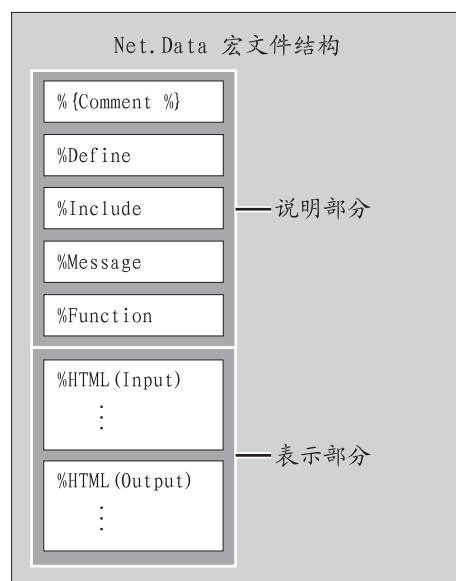 Net.Data 宏文件结构
%{Comment %}
%Define
%Include
说明部分
%Message
%Function
%HTML(Input)
⋮
表示部分
%HTML(Output)
⋮